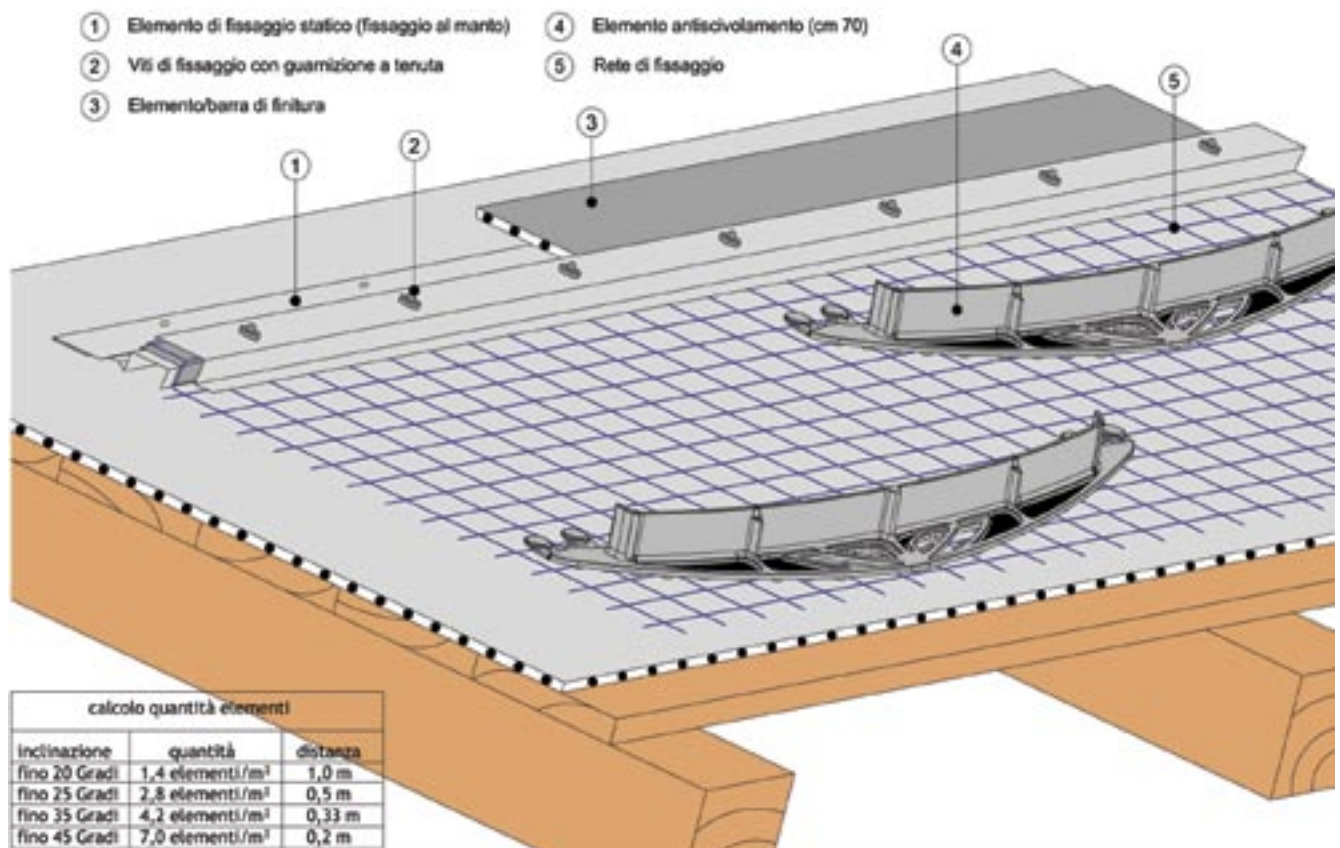 1 Elemento di fissaggio statico (fissaggio al manto)
2 Viti di fissaggio con guarnizione a tenuta
3 Elemento/barra di finitura
4 Elemento antiscivolamento (cm 70)
5 Rete di fissaggio
4
5
3
2
1
calcolo quantità elementi
inclinazione quantità distanza
fino 20 Gradi 1,4 elementi/m² 1,0 m
fino 25 Gradi 2,8 elementi/m² 0,5 m
fino 35 Gradi 4,2 elementi/m² 0,33 m
fino 45 Gradi 7,0 elementi/m² 0,2 m